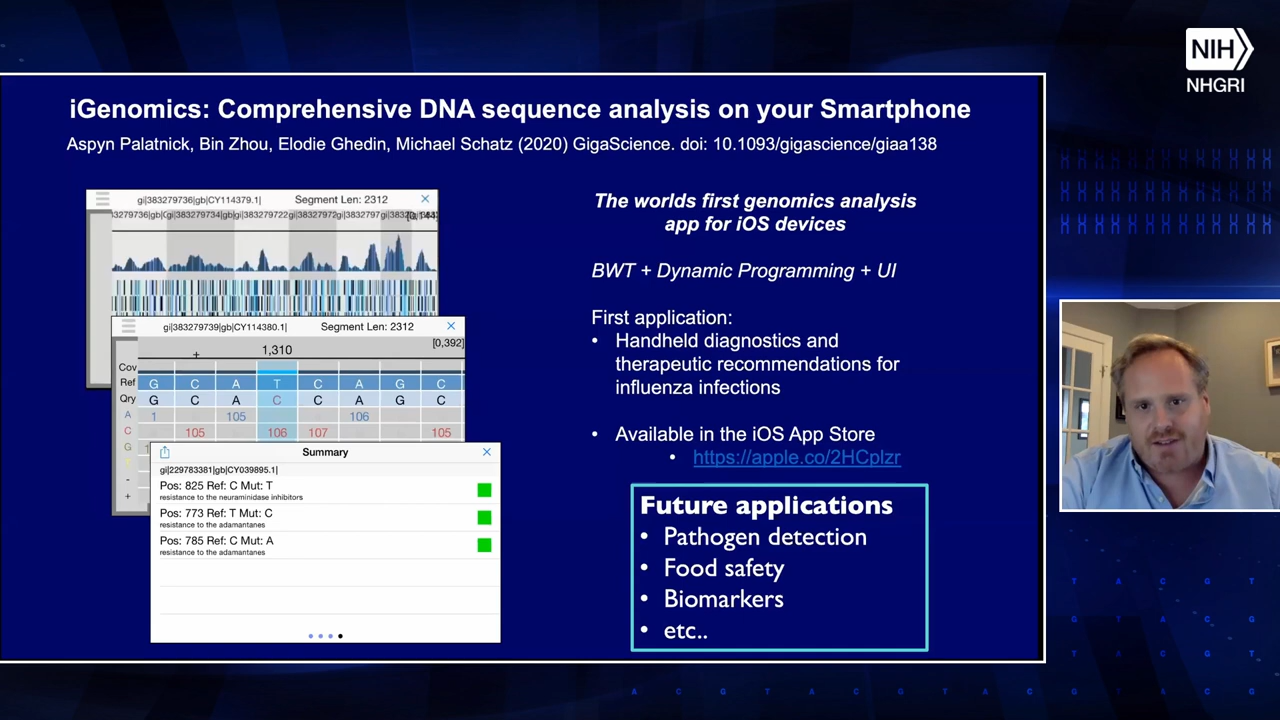 NIH
NHGRI
iGenomics: Comprehensive DNA sequence analysis on your Smartphone
Aspyn Palatnick, Bin Zhou, Elodie Ghedin, Michael Schatz (2020) GigaScience. doi: 10.1093/gigascience/giaa138
gi|383279736|gb|CY114379.1| Segment Len: 2312 ✕
gi|383279739|gb|CY114380.1| Segment Len: 2312 ✕
+ 1,310 [0,392]
Cov
Ref G C A T C A G C
Qry G C A C C A G C
A 1 105 106
C 105 106 107 105
G
-
+
Summary ✕
gi|229783381|gb|CY039895.1|
Pos: 825 Ref: C Mut: T
resistance to the neuraminidase inhibitors
Pos: 773 Ref: T Mut: C
resistance to the adamantanes
Pos: 785 Ref: C Mut: A
resistance to the adamantanes
The worlds first genomics analysis
app for iOS devices
BWT + Dynamic Programming + UI
First application:
• Handheld diagnostics and
therapeutic recommendations for
influenza infections
• Available in the iOS App Store
• https://apple.co/2HCplzr
Future applications
• Pathogen detection
• Food safety
• Biomarkers
• etc..
T A C G T
T A C G T
T A C G T
A C G T A C G T A C G T